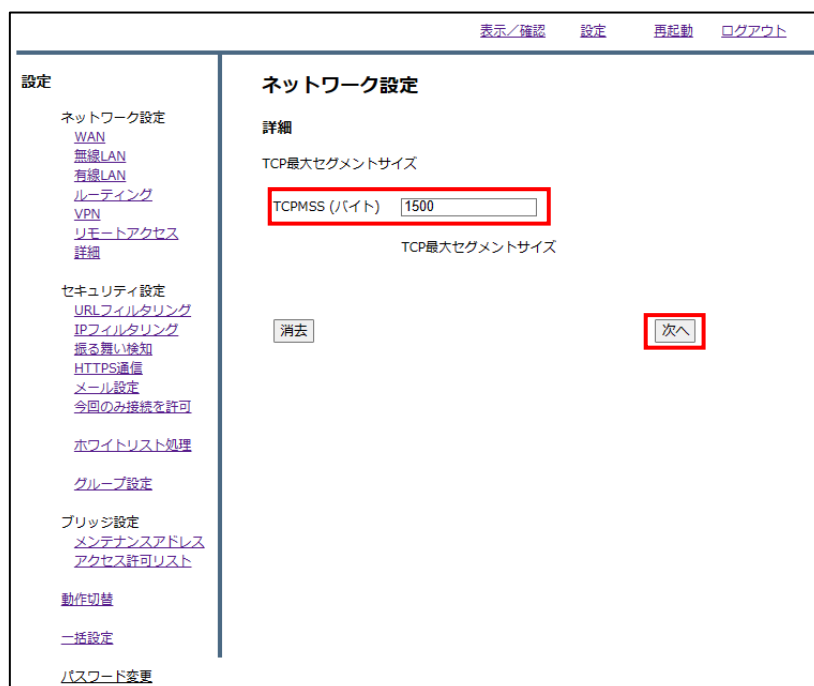 表示／確認 設定 再起動 ログアウト
設定
ネットワーク設定
WAN
無線LAN
有線LAN
ルーティング
VPN
リモートアクセス
詳細
セキュリティ設定
URLフィルタリング
IPフィルタリング
振る舞い検知
HTTPS通信
メール設定
今回のみ接続を許可
ホワイトリスト処理
グループ設定
ブリッジ設定
メンテナンスアドレス
アクセス許可リスト
動作切替
一括設定
パスワード変更
ネットワーク設定
詳細
TCP最大セグメントサイズ
TCPMSS (バイト) 1500
TCP最大セグメントサイズ
消去 次へ